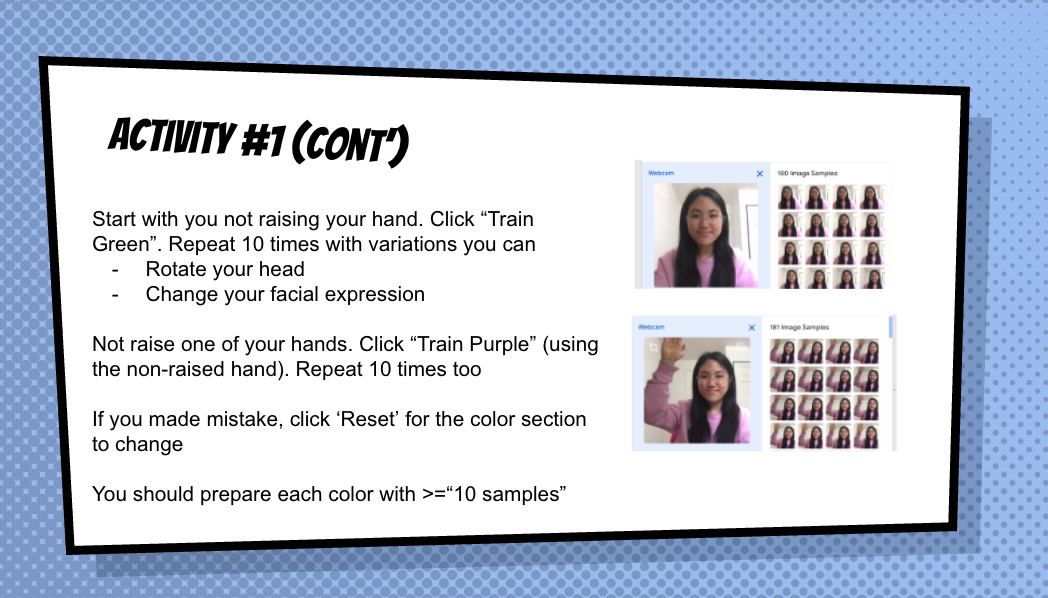 ACTIVITY #1 (CONT')
Start with you not raising your hand. Click “Train
Green”. Repeat 10 times with variations you can
- Rotate your head
- Change your facial expression
Not raise one of your hands. Click “Train Purple” (using
the non-raised hand). Repeat 10 times too
If you made mistake, click ‘Reset’ for the color section
to change
You should prepare each color with >=“10 samples”
Webcam
180 Image Samples
Webcam
181 Image Samples